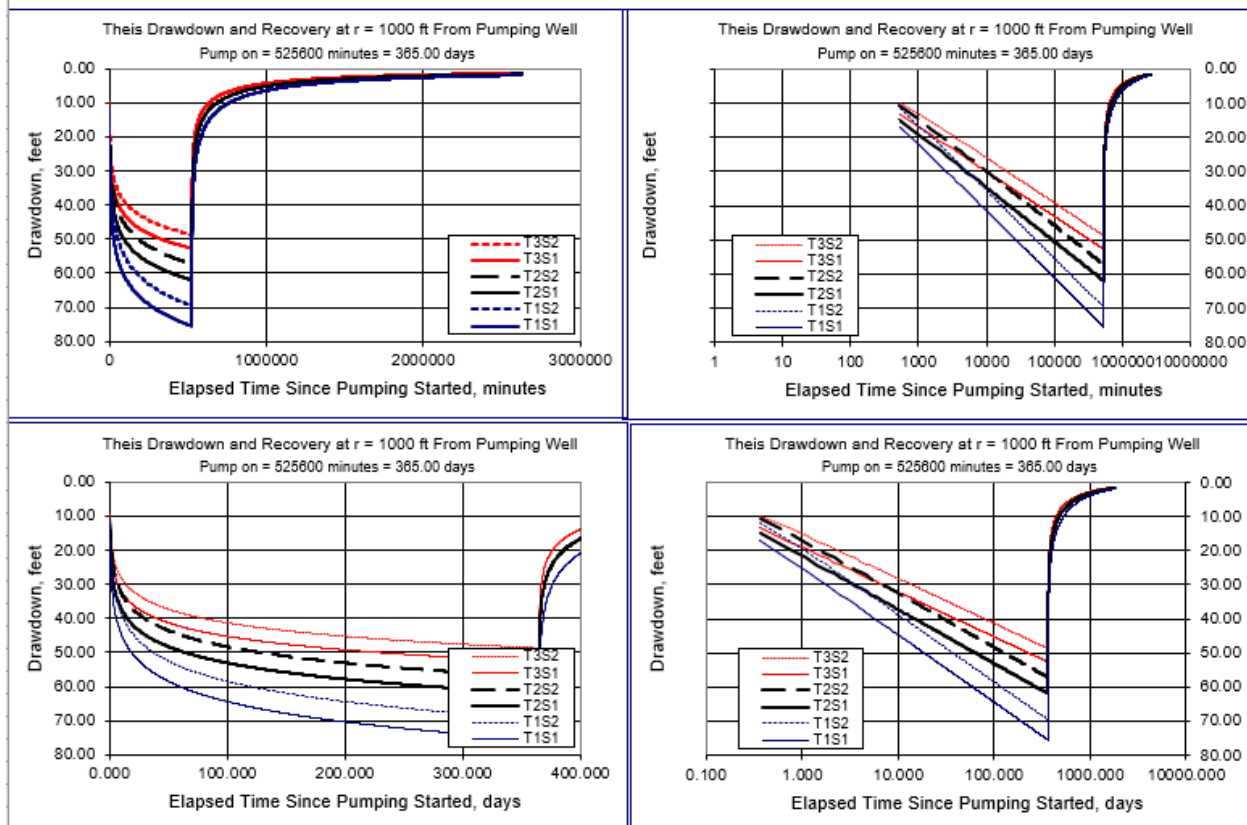 Theis Drawdown and Recovery at r = 1000 ft From Pumping Well
Pump on = 525600 minutes = 365.00 days
Drawdown, feet
0.00
10.00
20.00
30.00
40.00
50.00
60.00
70.00
80.00
T3S2
T3S1
T2S2
T2S1
T1S2
T1S1
0 1000000 2000000 3000000
Elapsed Time Since Pumping Started, minutes
Theis Drawdown and Recovery at r = 1000 ft From Pumping Well
Pump on = 525600 minutes = 365.00 days
Drawdown, feet
0.00
10.00
20.00
30.00
40.00
50.00
60.00
70.00
80.00
T3S2
T3S1
T2S2
T2S1
T1S2
T1S1
1 10 100 1000 10000 100000 1000000 10000000
Elapsed Time Since Pumping Started, minutes
Theis Drawdown and Recovery at r = 1000 ft From Pumping Well
Pump on = 525600 minutes = 365.00 days
Drawdown, feet
0.00
10.00
20.00
30.00
40.00
50.00
60.00
70.00
80.00
T3S2
T3S1
T2S2
T2S1
T1S2
T1S1
0.000 100.000 200.000 300.000 400.000
Elapsed Time Since Pumping Started, days
Theis Drawdown and Recovery at r = 1000 ft From Pumping Well
Pump on = 525600 minutes = 365.00 days
Drawdown, feet
0.00
10.00
20.00
30.00
40.00
50.00
60.00
70.00
80.00
T3S2
T3S1
T2S2
T2S1
T1S2
T1S1
0.100 1.000 10.000 100.000 1000.000 10000.000
Elapsed Time Since Pumping Started, days